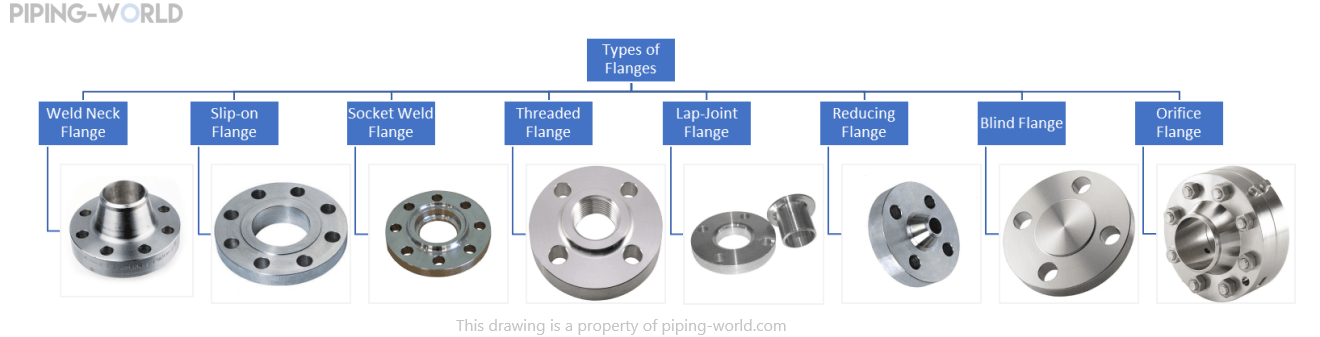 PIPING-WORLD
Types of
Flanges
Weld Neck
Flange
Slip-on
Flange
Socket Weld
Flange
Threaded
Flange
Lap-Joint
Flange
Reducing
Flange
Blind Flange
Orifice
Flange
This drawing is a property of piping-world.com